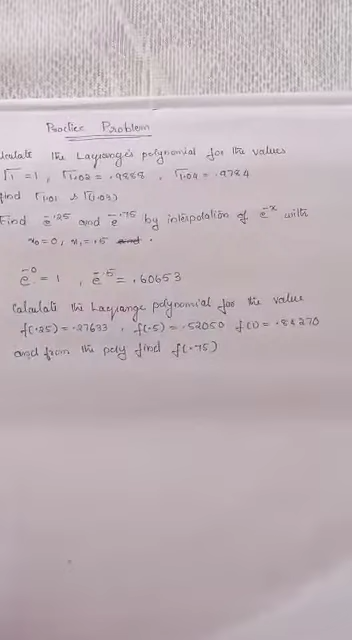 Practice Problem
lculate the Lagrange's polynomial for the values
√1 = 1, √1.02 = .9888, √1.04 = .9784
find √1.01 & √(1.03)
Find e^-.25 and e^-.75 by interpolation of e^-x with
x₀=0, x₁=.5 .
e^-0 = 1 , e^-.5 = .60653
Calculate the Lagrange polynomial for the value
f(.25) = .27633 , f(.5) = .52050 f(1) = .84270
and from the poly find f(.75)